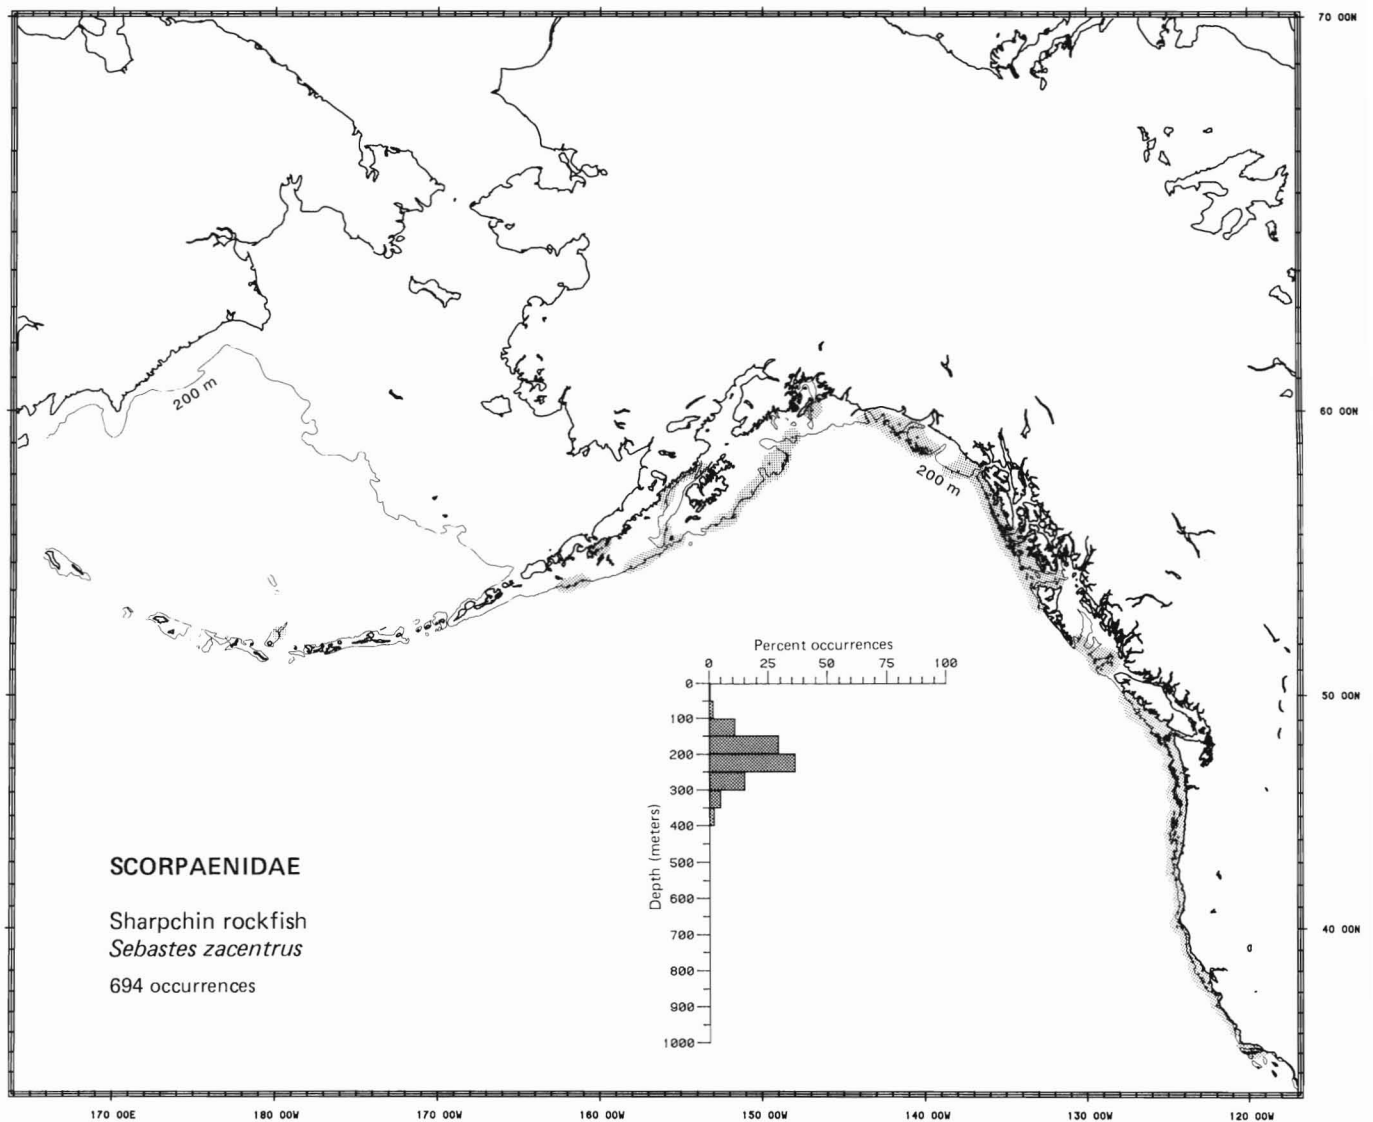 70 00N
200 m
60 00N
200 m
Percent occurrences
0 25 50 75 100
50 00N
0
100
200
300
400
500
600
700
800
900
1000
Depth (meters)
SCORPAENIDAE
Sharpchin rockfish
Sebastes zacentrus
694 occurrences
40 00N
170 00E 180 00W 170 00W 160 00W 150 00W 140 00W 130 00W 120 00W